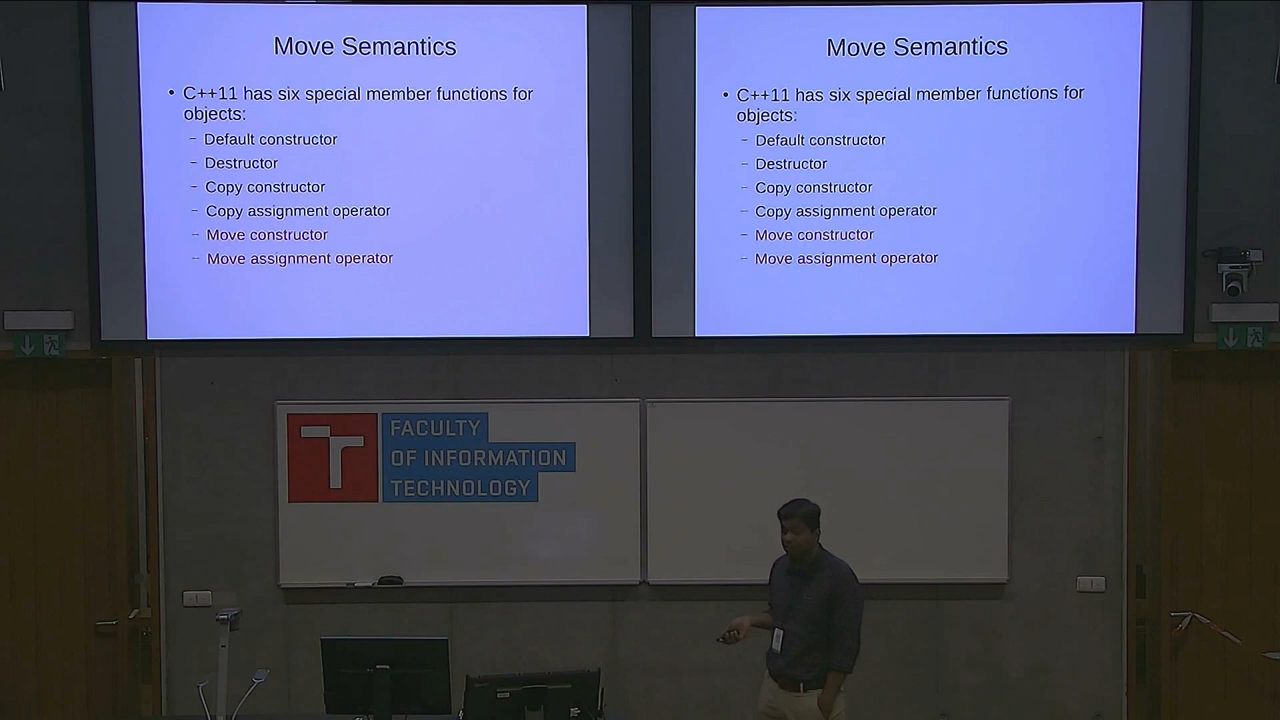 Move Semantics
• C++11 has six special member functions for
objects:
– Default constructor
– Destructor
– Copy constructor
– Copy assignment operator
– Move constructor
– Move assignment operator
Move Semantics
• C++11 has six special member functions for
objects:
– Default constructor
– Destructor
– Copy constructor
– Copy assignment operator
– Move constructor
– Move assignment operator
T
FACULTY
OF INFORMATION
TECHNOLOGY